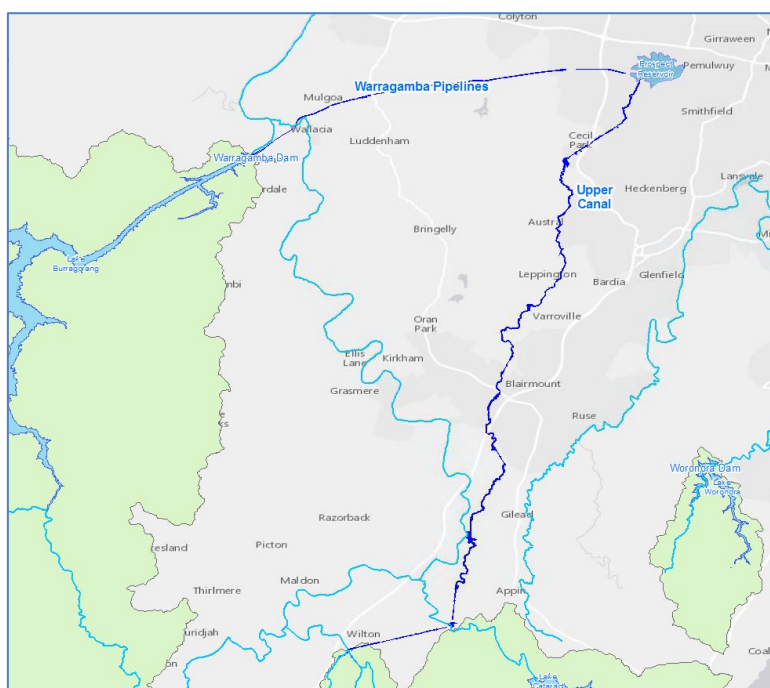 Colyton
Girraween
Prospect
Reservoir
Pemulwuy
Warragamba Pipelines
Mulgoa
Smithfield
Wallacia
Luddenham
Cecil
Park
Warragamba Dam
Lansvale
Heckenberg
Upper
Canal
Austral
Bringelly
Lake
Burragorang
Leppington
Glenfield
Bardia
Oran
Park
Varroville
Ellis
Lane
Kirkham
Blairmount
Grasmere
Ruse
Woronora Dam
Lake
Woronora
Razorback
Gilead
Picton
Maldon
Thirlmere
Appin
Wilton
Lake
Cataract